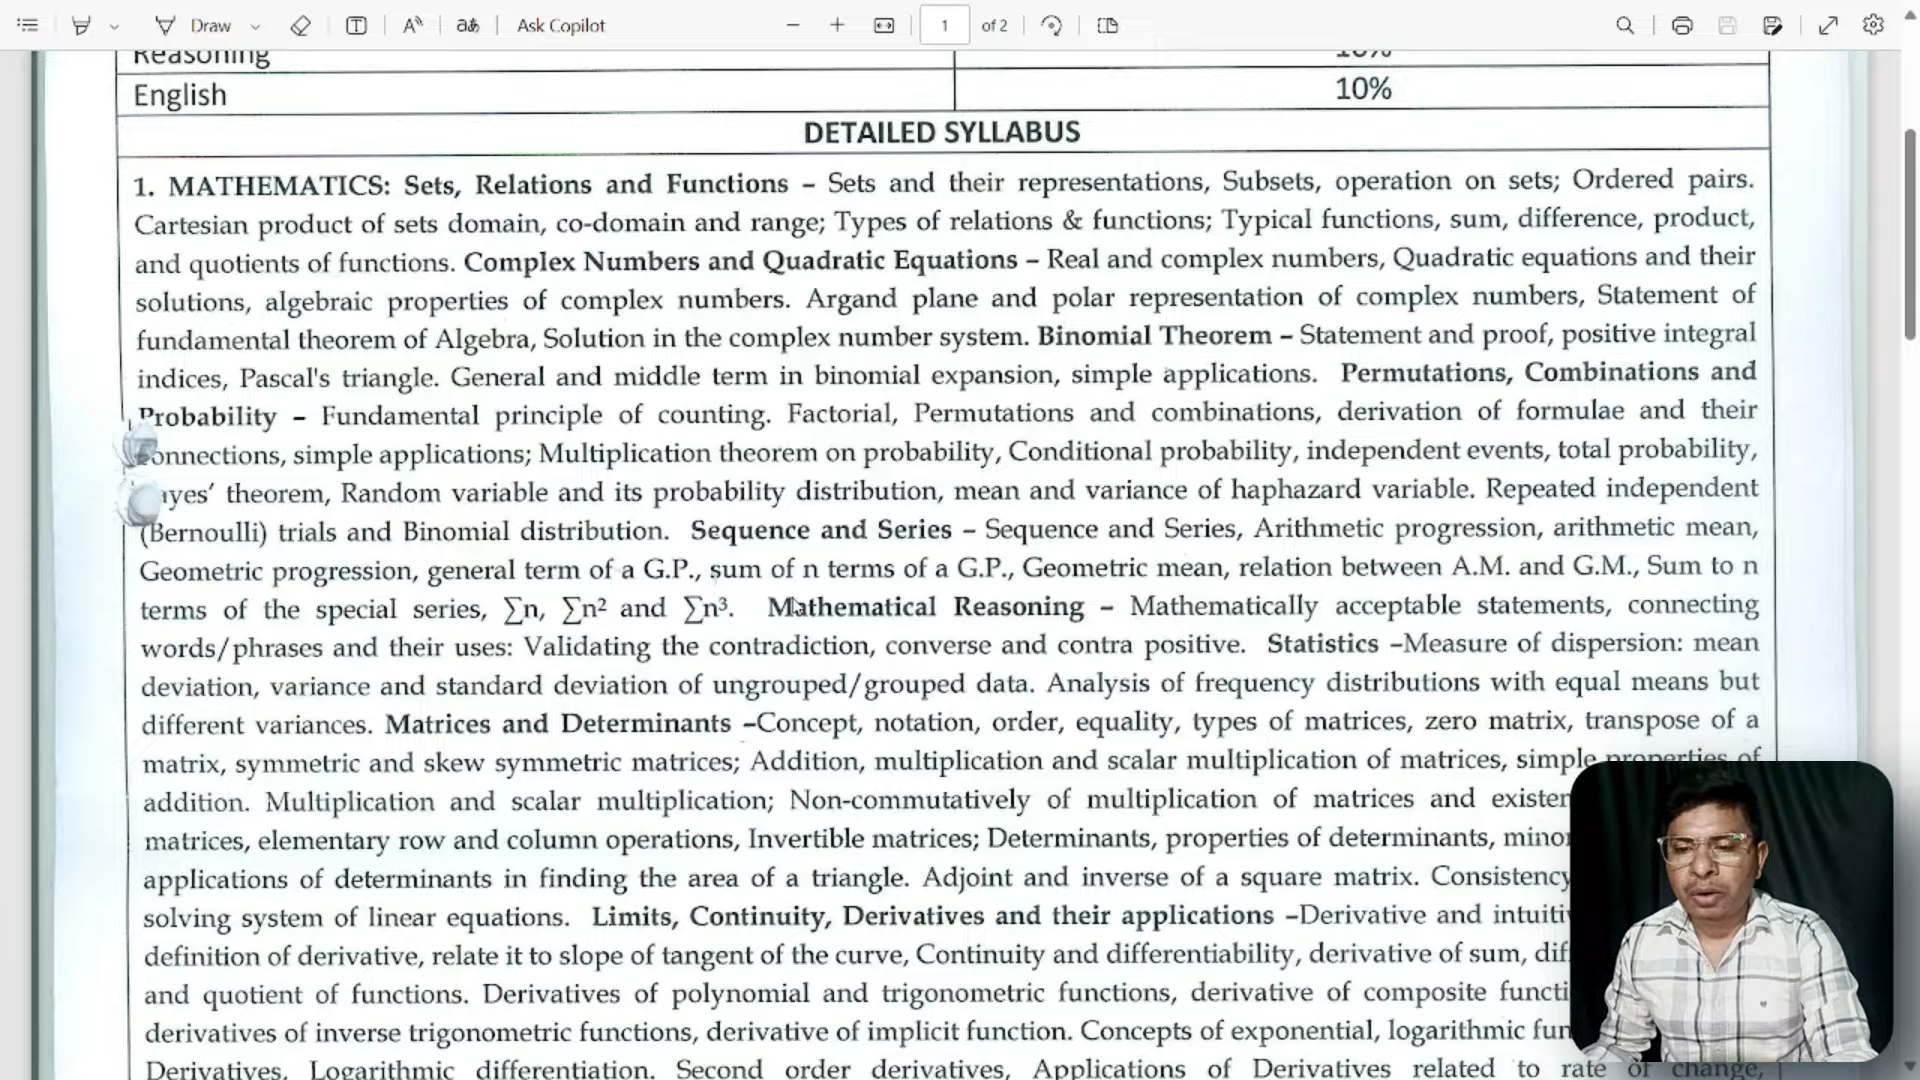 Draw
Ask Copilot
1 of 2
Reasoning
English 10%
DETAILED SYLLABUS
1. MATHEMATICS: Sets, Relations and Functions – Sets and their representations, Subsets, operation on sets; Ordered pairs.
Cartesian product of sets domain, co-domain and range; Types of relations & functions; Typical functions, sum, difference, product,
and quotients of functions. Complex Numbers and Quadratic Equations – Real and complex numbers, Quadratic equations and their
solutions, algebraic properties of complex numbers. Argand plane and polar representation of complex numbers, Statement of
fundamental theorem of Algebra, Solution in the complex number system. Binomial Theorem – Statement and proof, positive integral
indices, Pascal's triangle. General and middle term in binomial expansion, simple applications. Permutations, Combinations and
Probability – Fundamental principle of counting. Factorial, Permutations and combinations, derivation of formulae and their
connections, simple applications; Multiplication theorem on probability, Conditional probability, independent events, total probability,
ayes' theorem, Random variable and its probability distribution, mean and variance of haphazard variable. Repeated independent
(Bernoulli) trials and Binomial distribution. Sequence and Series – Sequence and Series, Arithmetic progression, arithmetic mean,
Geometric progression, general term of a G.P., sum of n terms of a G.P., Geometric mean, relation between A.M. and G.M., Sum to n
terms of the special series, ∑n, ∑n² and ∑n³. Mathematical Reasoning – Mathematically acceptable statements, connecting
words/phrases and their uses: Validating the contradiction, converse and contra positive. Statistics –Measure of dispersion: mean
deviation, variance and standard deviation of ungrouped/grouped data. Analysis of frequency distributions with equal means but
different variances. Matrices and Determinants –Concept, notation, order, equality, types of matrices, zero matrix, transpose of a
matrix, symmetric and skew symmetric matrices; Addition, multiplication and scalar multiplication of matrices, simple properties of
addition. Multiplication and scalar multiplication; Non-commutatively of multiplication of matrices and existen
matrices, elementary row and column operations, Invertible matrices; Determinants, properties of determinants, minor
applications of determinants in finding the area of a triangle. Adjoint and inverse of a square matrix. Consistency
solving system of linear equations. Limits, Continuity, Derivatives and their applications –Derivative and intuiti
definition of derivative, relate it to slope of tangent of the curve, Continuity and differentiability, derivative of sum, dif
and quotient of functions. Derivatives of polynomial and trigonometric functions, derivative of composite functi
derivatives of inverse trigonometric functions, derivative of implicit function. Concepts of exponential, logarithmic fun
Derivatives, Logarithmic differentiation. Second order derivatives, Applications of Derivatives related to rate of change,